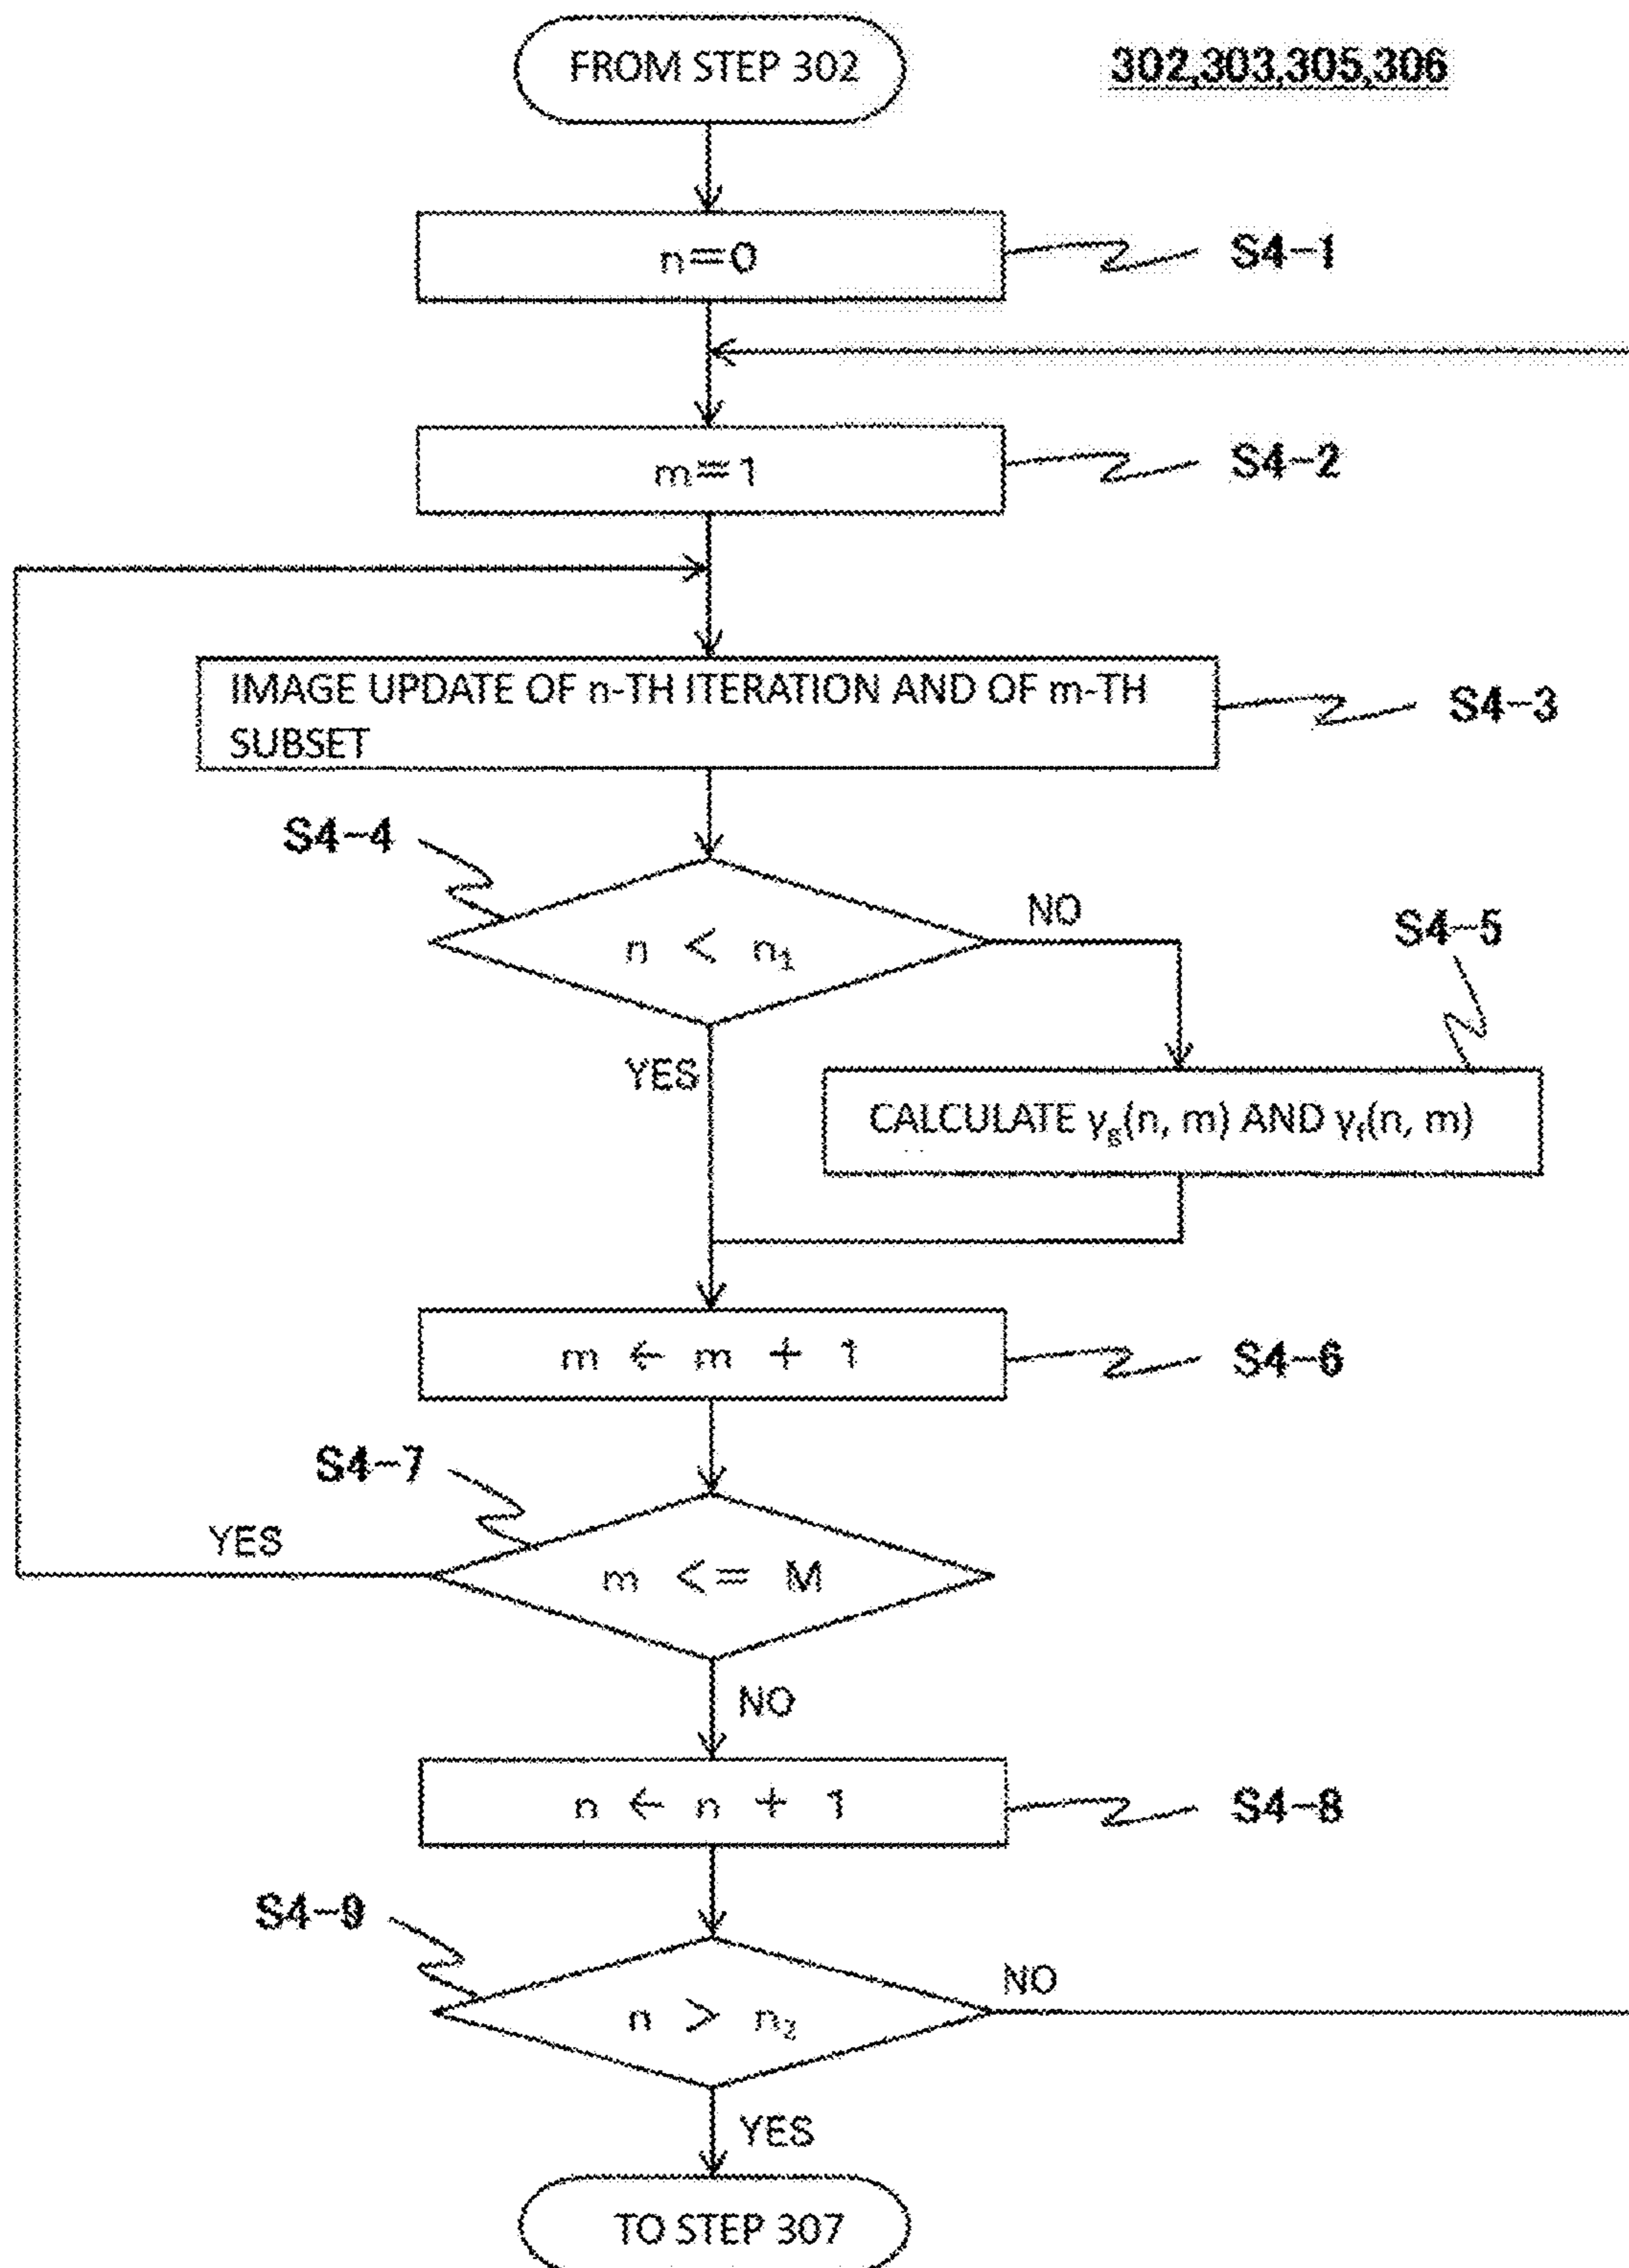 FROM STEP 302
302,303,305,306
n=0
S4-1
m=1
S4-2
IMAGE UPDATE OF n-TH ITERATION AND OF m-TH
SUBSET
S4-3
S4-4
n < n₁
NO
S4-5
YES
CALCULATE γg(n, m) AND γf(n, m)
m ← m + 1
S4-6
S4-7
YES
m <= M
NO
n ← n + 1
S4-8
S4-9
n > n₂
NO
YES
TO STEP 307